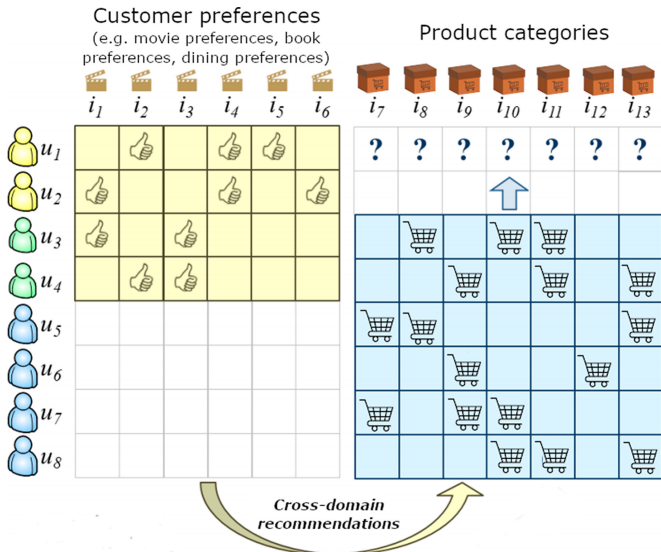 Customer preferences
(e.g. movie preferences, book
preferences, dining preferences)
Product categories
i1 i2 i3 i4 i5 i6 i7 i8 i9 i10 i11 i12 i13
u1 ? ? ? ? ? ? ?
u2
u3
u4
u5
u6
u7
u8
Cross-domain
recommendations